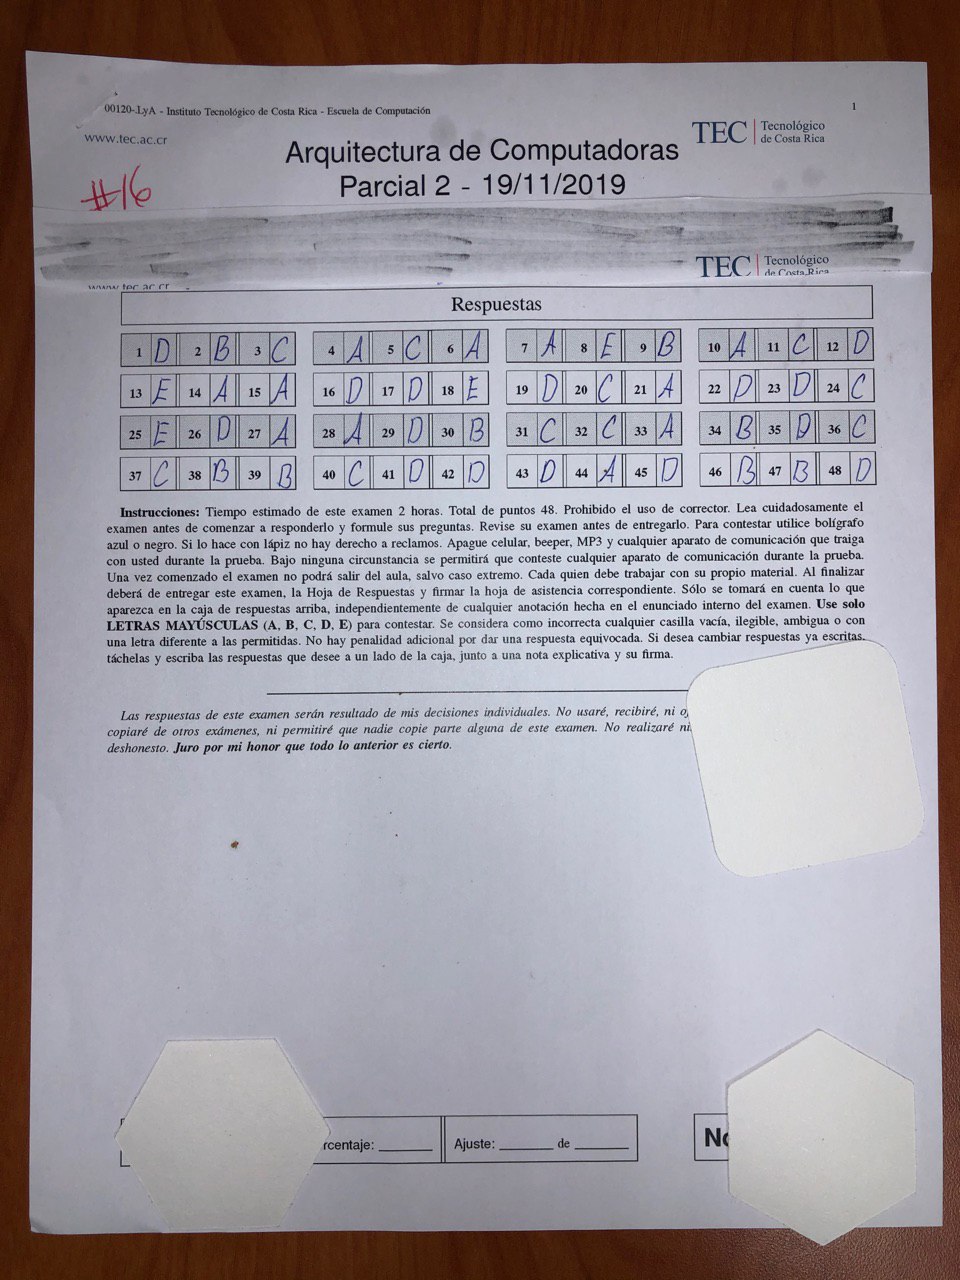 00120-.LyA - Instituto Tecnológico de Costa Rica - Escuela de Computación
1
www.tec.ac.cr
TEC | Tecnológico
de Costa Rica
Arquitectura de Computadoras
Parcial 2 - 19/11/2019
#16
TEC | Tecnológico
de Costa Rica
www.tec.ac.cr
Respuestas
1 D 2 B 3 C 4 A 5 C 6 A 7 A 8 E 9 B 10 A 11 C 12 D
13 E 14 A 15 A 16 D 17 D 18 E 19 D 20 C 21 A 22 D 23 D 24 C
25 E 26 D 27 A 28 A 29 D 30 B 31 C 32 C 33 A 34 B 35 D 36 C
37 C 38 B 39 B 40 C 41 D 42 D 43 D 44 A 45 D 46 B 47 B 48 D
Instrucciones: Tiempo estimado de este examen 2 horas. Total de puntos 48. Prohibido el uso de corrector. Lea cuidadosamente el
examen antes de comenzar a responderlo y formule sus preguntas. Revise su examen antes de entregarlo. Para contestar utilice bolígrafo
azul o negro. Si lo hace con lápiz no hay derecho a reclamos. Apague celular, beeper, MP3 y cualquier aparato de comunicación que traiga
con usted durante la prueba. Bajo ninguna circunstancia se permitirá que conteste cualquier aparato de comunicación durante la prueba.
Una vez comenzado el examen no podrá salir del aula, salvo caso extremo. Cada quien debe trabajar con su propio material. Al finalizar
deberá de entregar este examen, la Hoja de Respuestas y firmar la hoja de asistencia correspondiente. Sólo se tomará en cuenta lo que
aparezca en la caja de respuestas arriba, independientemente de cualquier anotación hecha en el enunciado interno del examen. Use solo
LETRAS MAYÚSCULAS (A, B, C, D, E) para contestar. Se considera como incorrecta cualquier casilla vacía, ilegible, ambigua o con
una letra diferente a las permitidas. No hay penalidad adicional por dar una respuesta equivocada. Si desea cambiar respuestas ya escritas,
táchelas y escriba las respuestas que desee a un lado de la caja, junto a una nota explicativa y su firma.
Las respuestas de este examen serán resultado de mis decisiones individuales. No usaré, recibiré, ni
copiaré de otros exámenes, ni permitiré que nadie copie parte alguna de este examen. No realizaré
deshonesto. Juro por mi honor que todo lo anterior es cierto.
rcentaje: ______ Ajuste: ______ de ______